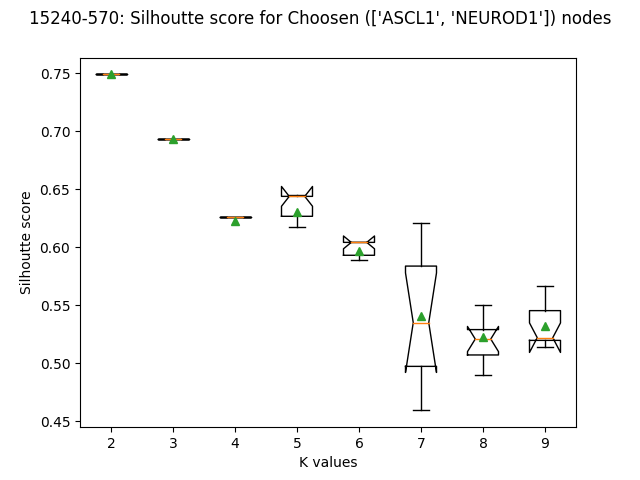 15240-570: Silhoutte score for Choosen (['ASCL1', 'NEUROD1']) nodes
0.75
0.70
0.65
0.60
0.55
0.50
0.45
Silhoutte score
2 3 4 5 6 7 8 9
K values